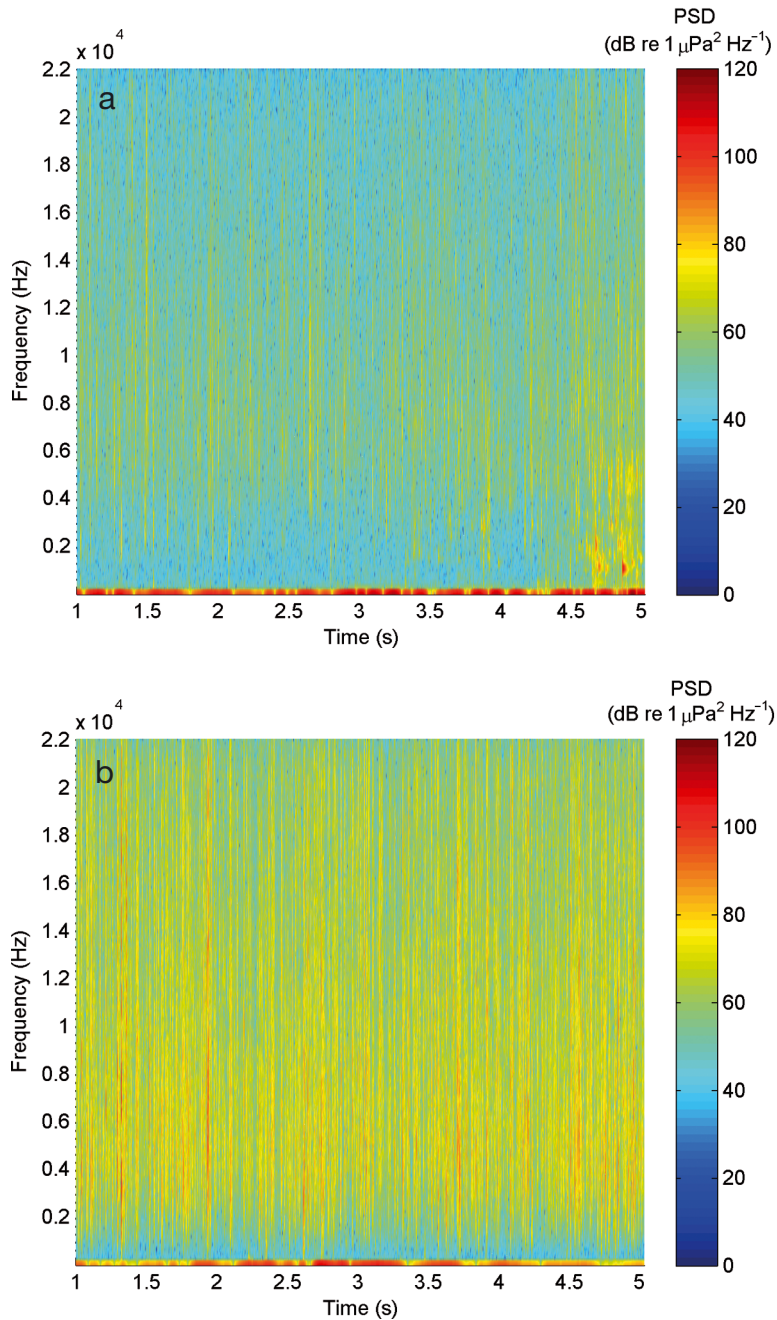 PSD
(dB re 1 μPa² Hz⁻¹)
x 10⁴
2.2
2
1.8
1.6
1.4
1.2
1
0.8
0.6
0.4
0.2
a
Frequency (Hz)
1 1.5 2 2.5 3 3.5 4 4.5 5
Time (s)
120
100
80
60
40
20
0
PSD
(dB re 1 μPa² Hz⁻¹)
x 10⁴
2.2
2
1.8
1.6
1.4
1.2
1
0.8
0.6
0.4
0.2
b
Frequency (Hz)
1 1.5 2 2.5 3 3.5 4 4.5 5
Time (s)
120
100
80
60
40
20
0